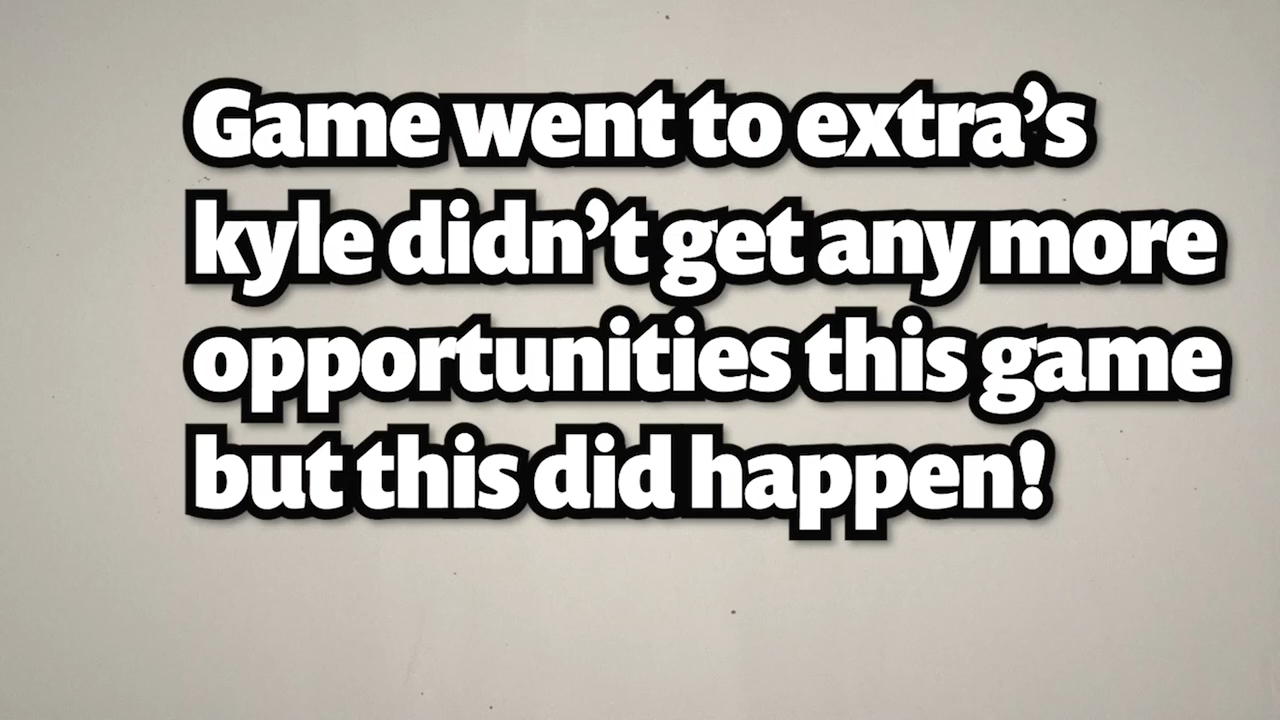 Game went to extra’s
kyle didn’t get any more
opportunities this game
but this did happen!